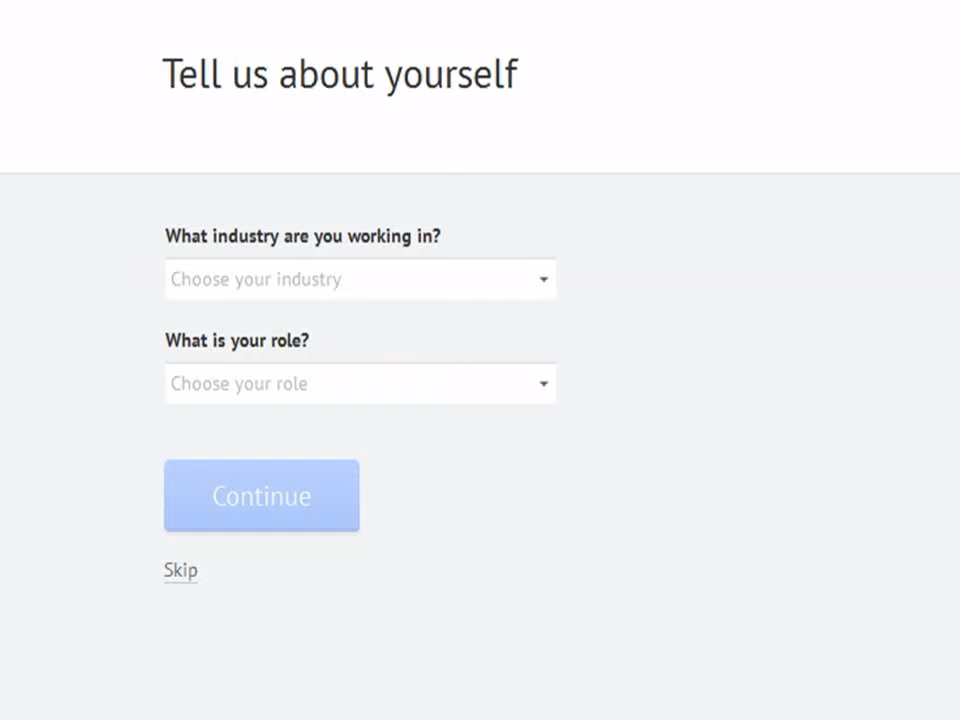 Tell us about yourself
What industry are you working in?
Choose your industry
What is your role?
Choose your role
Continue
Skip